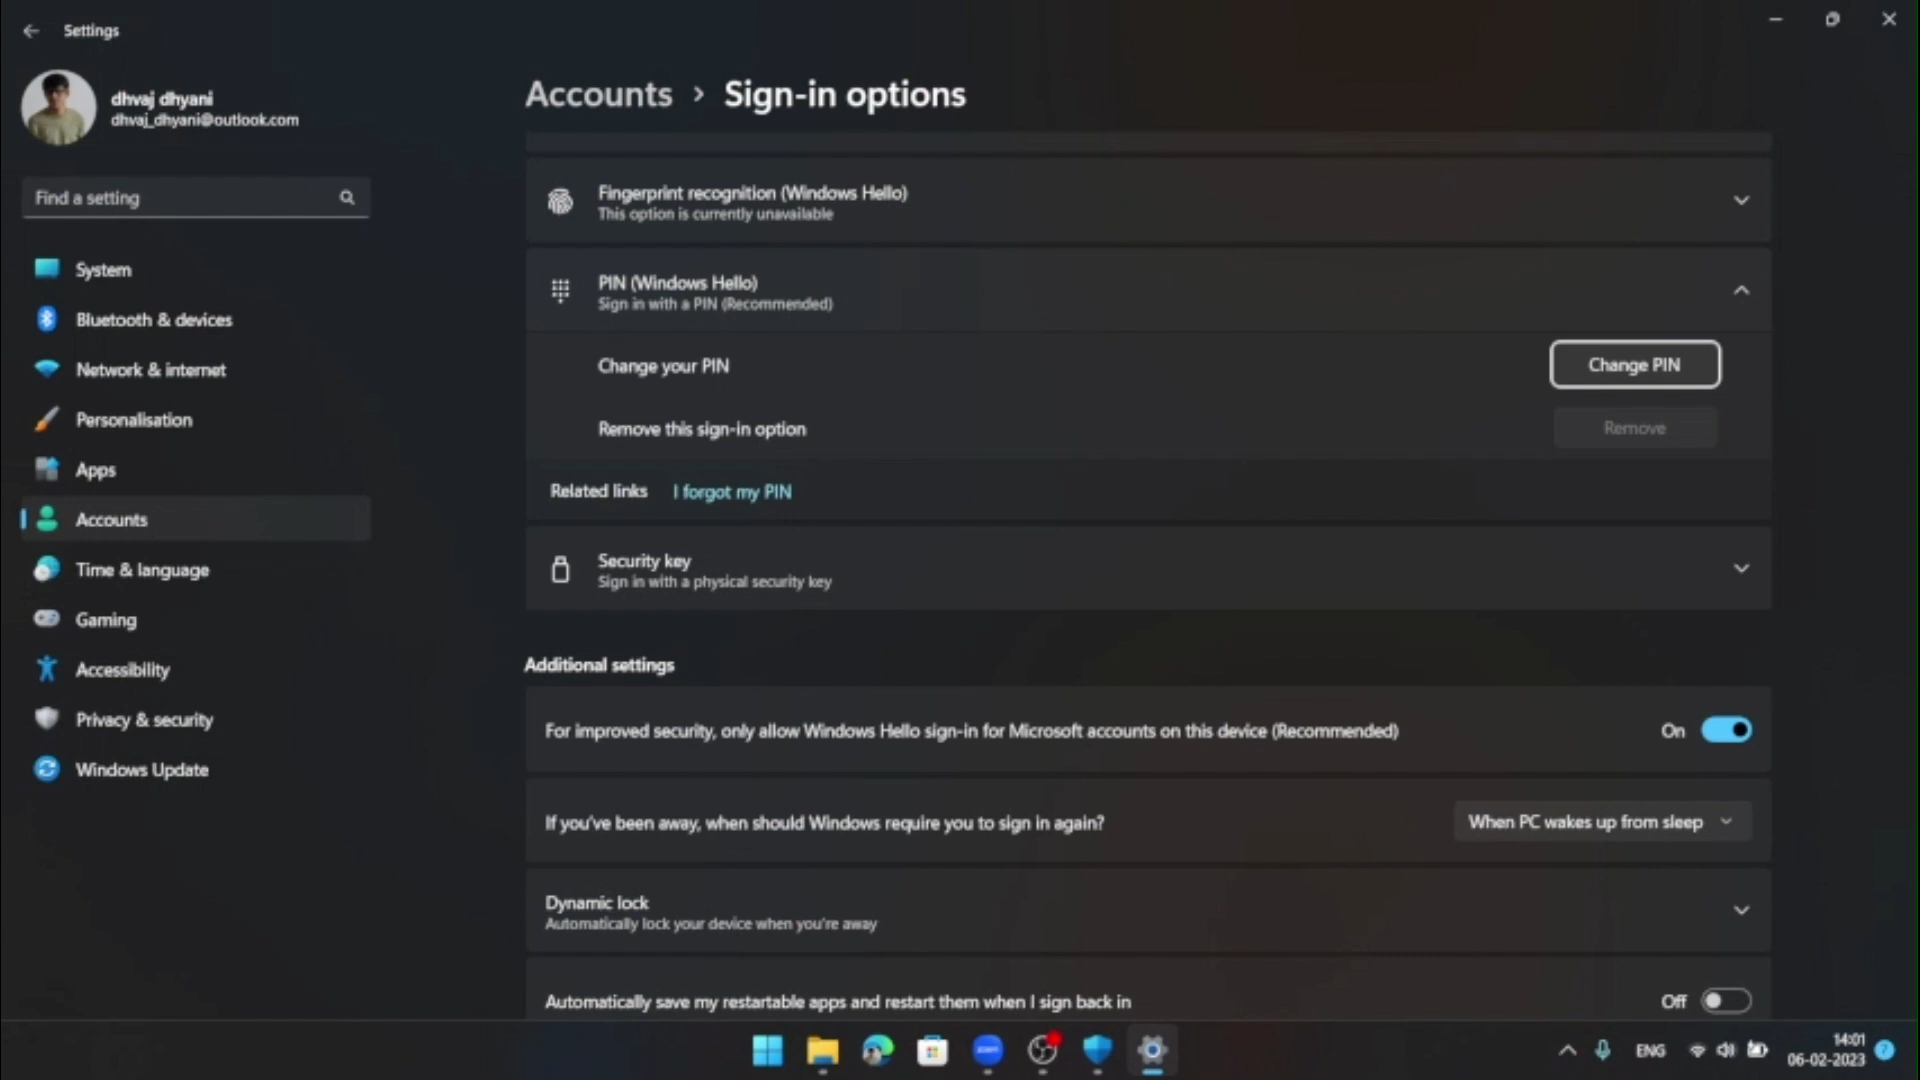 Settings
dhvaj dhyani
dhvaj_dhyani@outlook.com
Find a setting
System
Bluetooth & devices
Network & internet
Personalisation
Apps
Accounts
Time & language
Gaming
Accessibility
Privacy & security
Windows Update
Accounts > Sign-in options
Fingerprint recognition (Windows Hello)
This option is currently unavailable
PIN (Windows Hello)
Sign in with a PIN (Recommended)
Change your PIN
Change PIN
Remove this sign-in option
Remove
Related links I forgot my PIN
Security key
Sign in with a physical security key
Additional settings
For improved security, only allow Windows Hello sign-in for Microsoft accounts on this device (Recommended)
On
If you've been away, when should Windows require you to sign in again?
When PC wakes up from sleep
Dynamic lock
Automatically lock your device when you're away
Automatically save my restartable apps and restart them when I sign back in
Off
zoom
ENG
14:01
06-02-2023